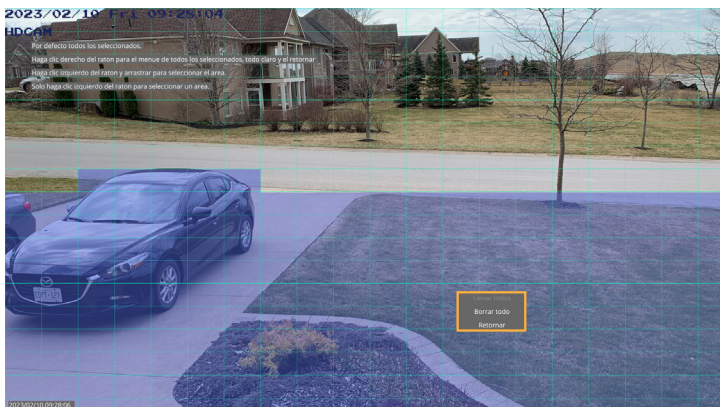 2023/02/10 Fri 09:28:04
HDCAM
Por defecto todos los seleccionados.
Haga clic derecho del raton para el menue de todos los seleccionados, todo claro y el retornar
Haga clic izquierdo del raton y arrastrar para seleccionar el area.
Solo haga clic izquierdo del raton para seleccionar un area.
Borrar todo
Retornar
2023/02/10 09:28:06